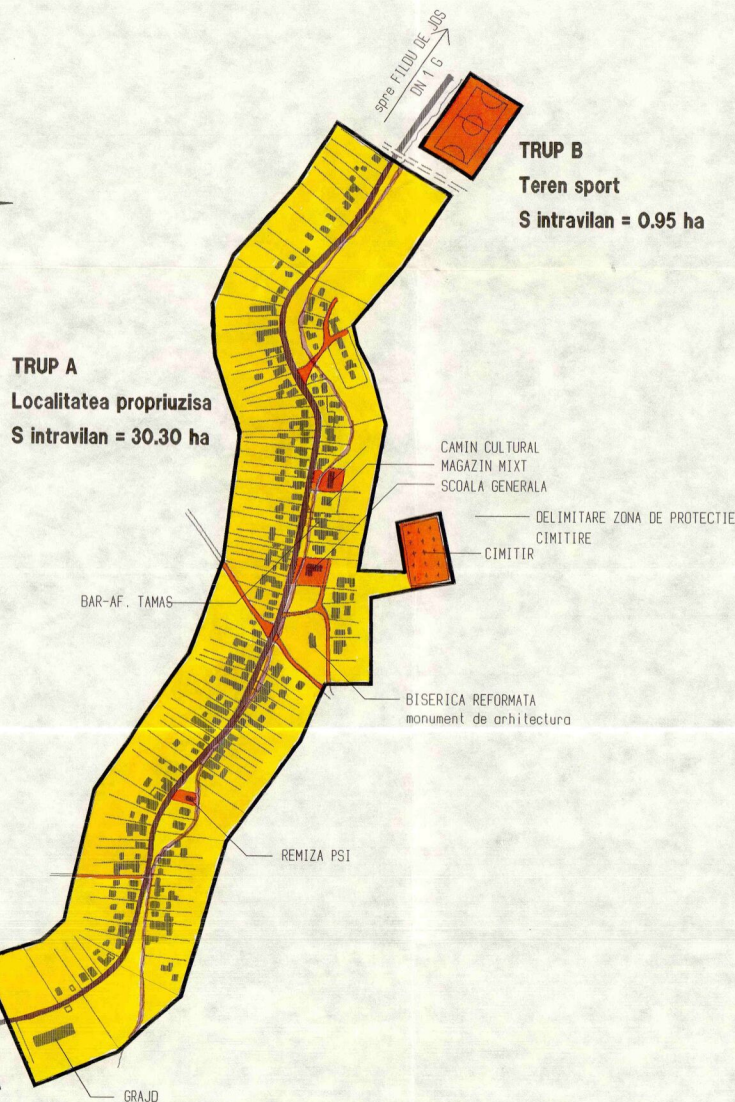 spre FILDU DE JOS
DN 1 G
TRUP B
Teren sport
S intravilan = 0.95 ha
TRUP A
Localitatea propriuzisa
S intravilan = 30.30 ha
CAMIN CULTURAL
MAGAZIN MIXT
SCOALA GENERALA
DELIMITARE ZONA DE PROTECTIE
CIMITIRE
CIMITIR
BAR-AF. TAMAS
BISERICA REFORMATA
monument de arhitectura
REMIZA PSI
GRAJD